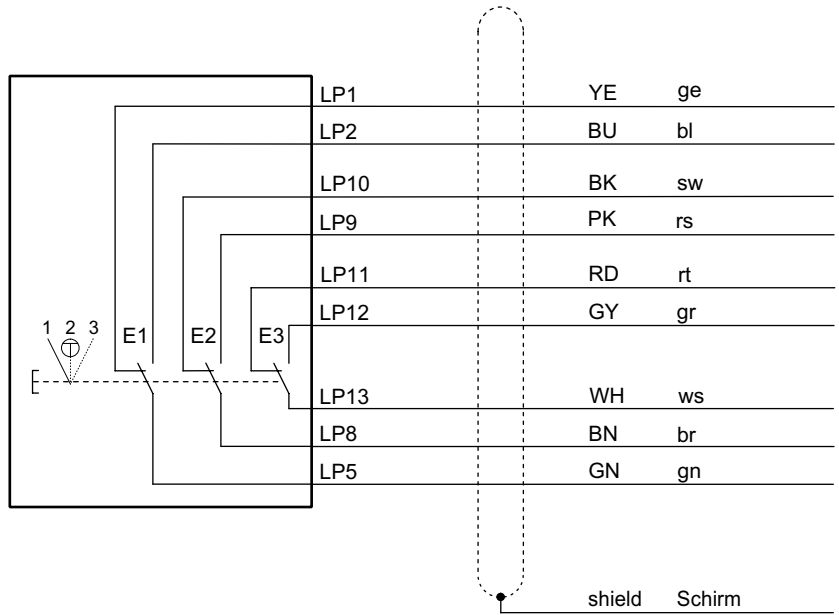 LP1 YE ge
LP2 BU bl
LP10 BK sw
LP9 PK rs
LP11 RD rt
LP12 GY gr
1 2 3 E1 E2 E3
LP13 WH ws
LP8 BN br
LP5 GN gn
shield Schirm